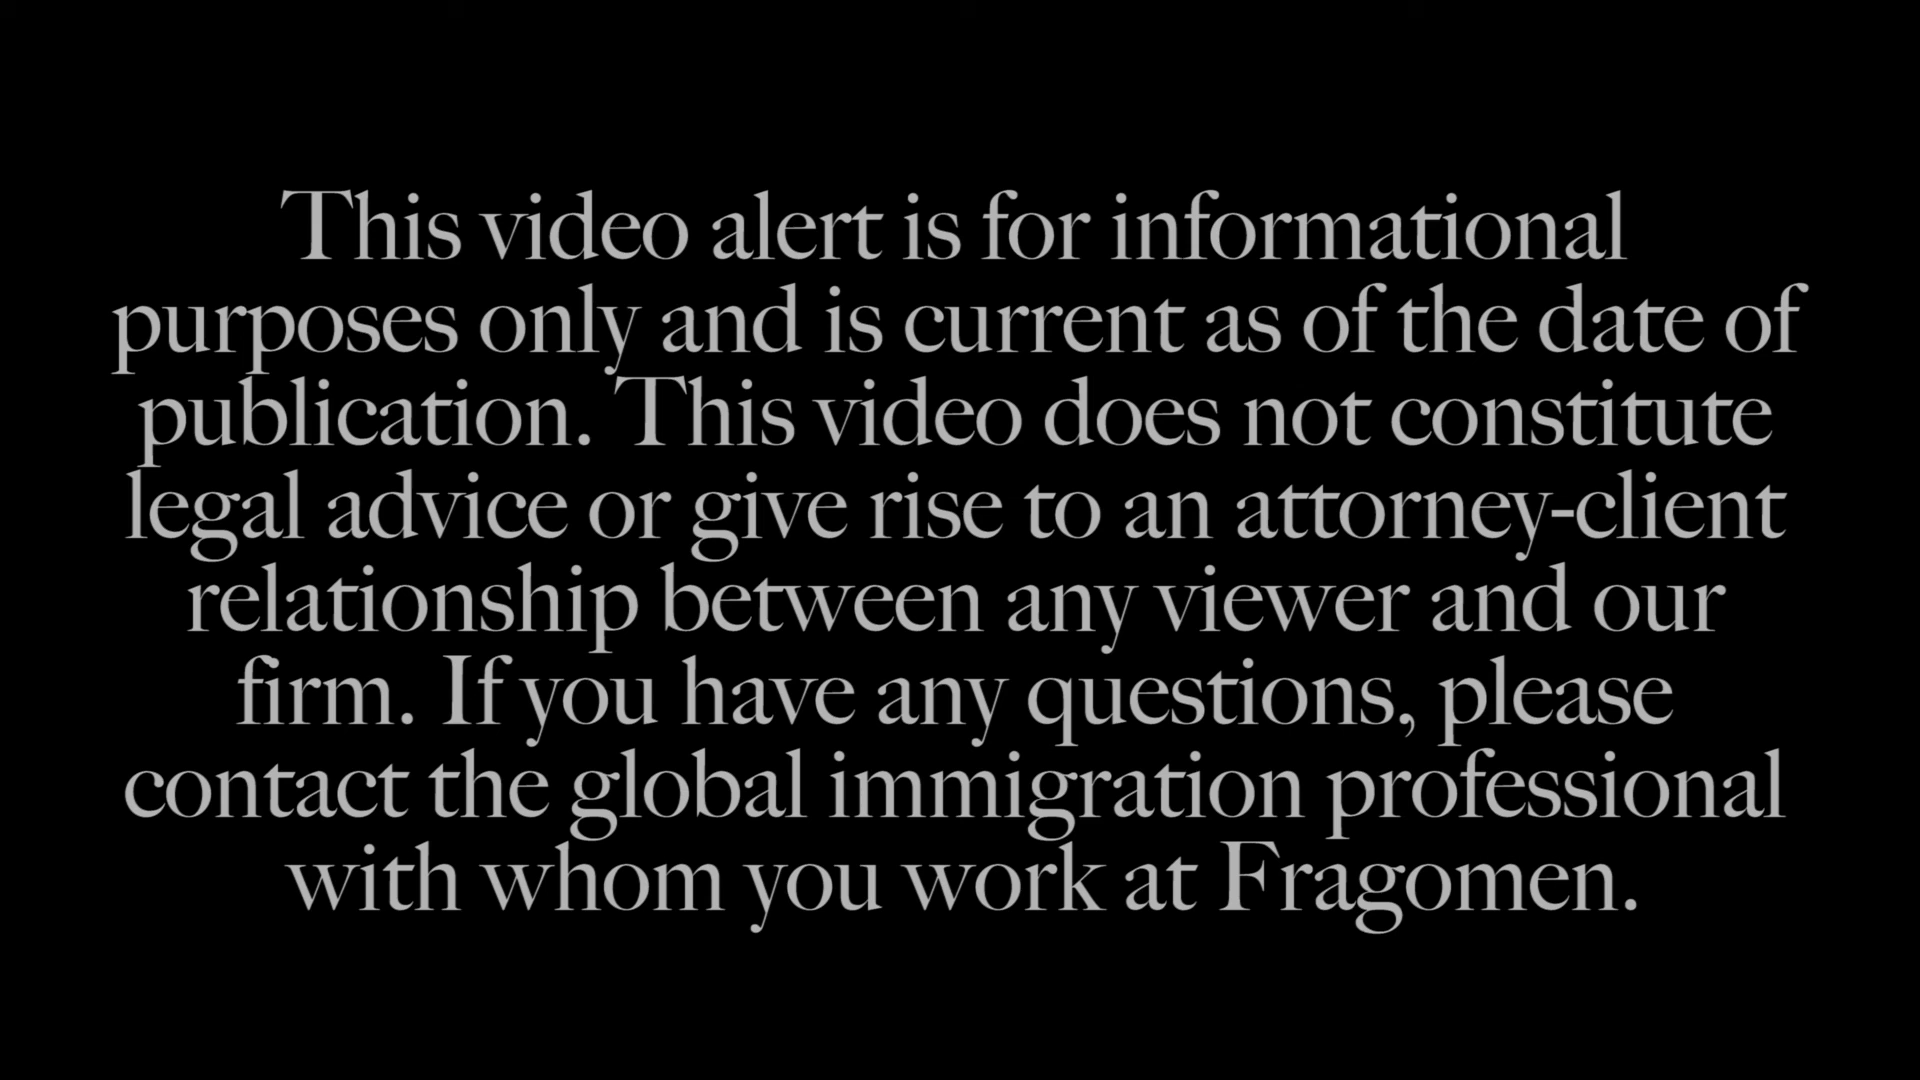 This video alert is for informational
purposes only and is current as of the date of
publication. This video does not constitute
legal advice or give rise to an attorney-client
relationship between any viewer and our
firm. If you have any questions, please
contact the global immigration professional
with whom you work at Fragomen.